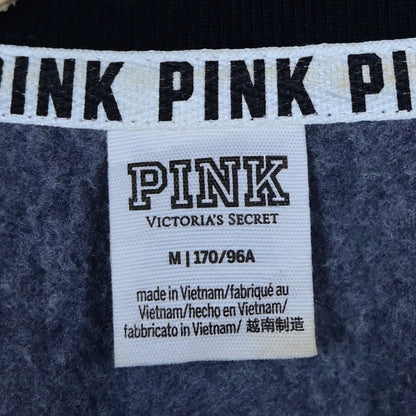 PINK PINK PI
PINK
VICTORIA'S SECRET
M | 170/96A
made in Vietnam/fabriqué au
Vietnam/hecho en Vietnam/
fabbricato in Vietnam/ 越南制造